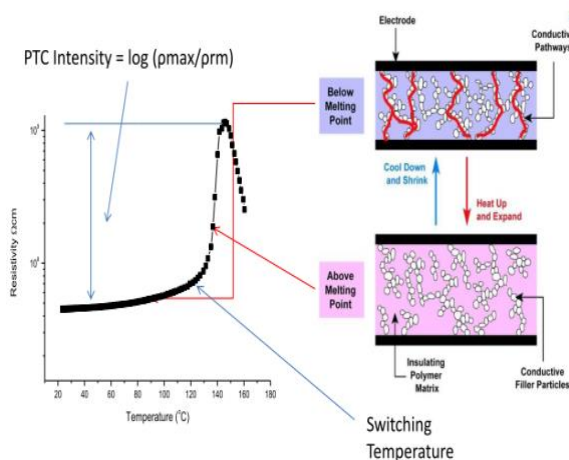 PTC Intensity = log (ρmax/ρrm)
Resistivity Ωcm
20 40 60 80 100 120 140 160 180
Temperature (°C)
Switching
Temperature
Electrode
Conductive
Pathways
Below
Melting
Point
Cool Down
and Shrink
Heat Up
and Expand
Above
Melting
Point
Insulating
Polymer
Matrix
Conductive
Filler Particles